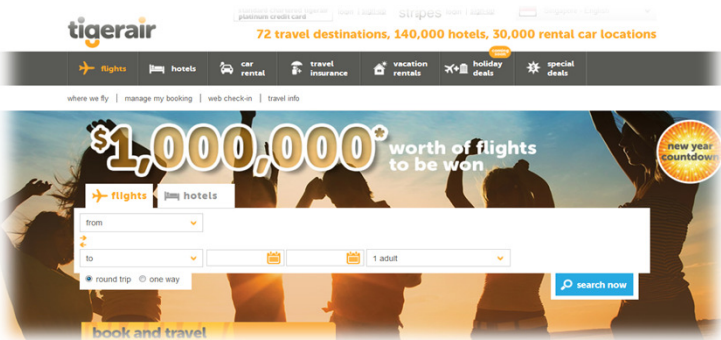 tigerair
platinum credit card
stripes
72 travel destinations, 140,000 hotels, 30,000 rental car locations
flights
hotels
car
rental
travel
insurance
vacation
rentals
holiday
deals
special
deals
where we fly | manage my booking | web check-in | travel info
$1,000,000*
worth of flights
to be won
new year
countdown
flights
hotels
from
to
1 adult
round trip
one way
search now
book and travel